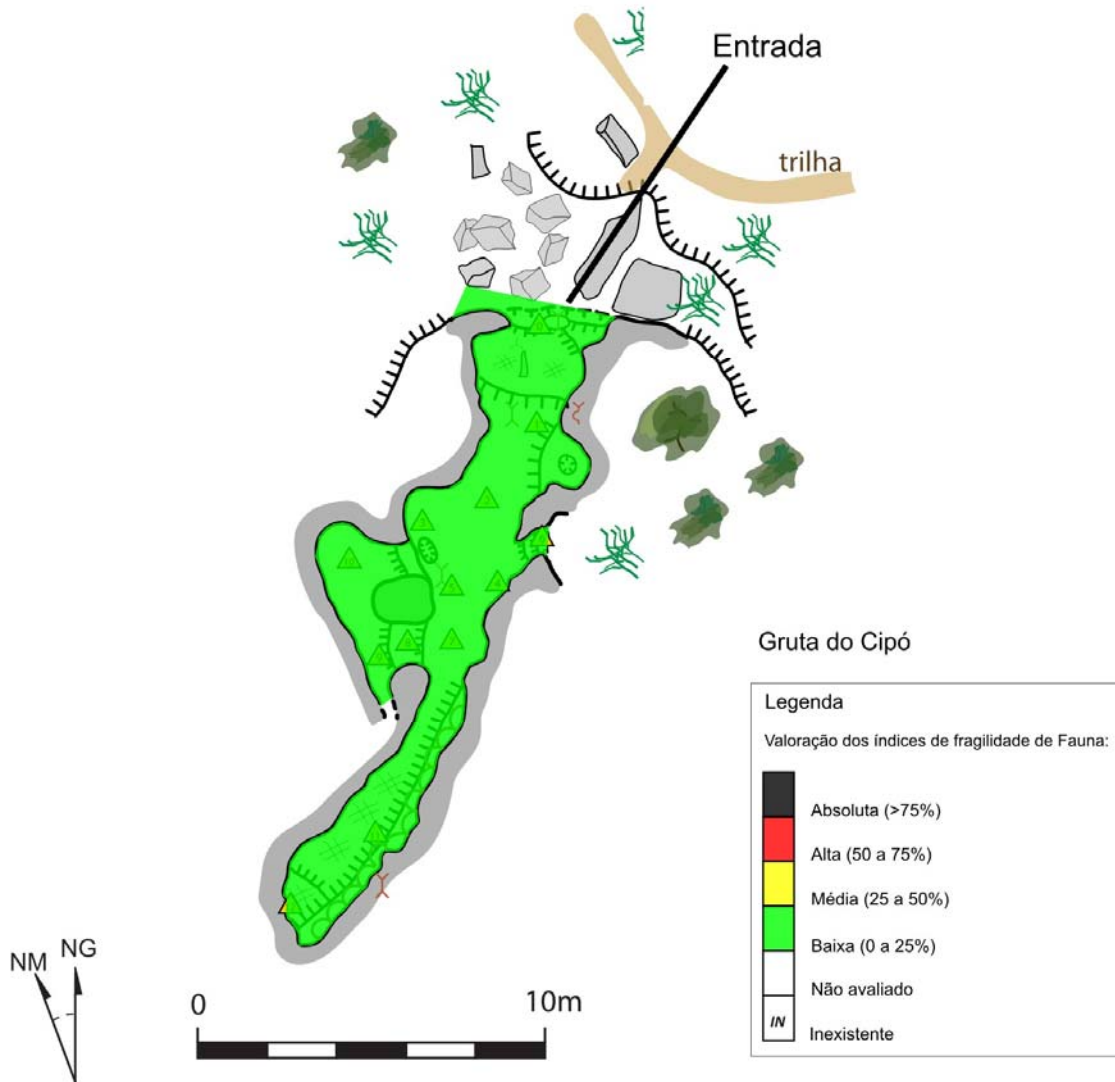 Entrada
trilha
Gruta do Cipó
Legenda
Valoração dos índices de fragilidade de Fauna:
Absoluta (>75%)
Alta (50 a 75%)
Média (25 a 50%)
Baixa (0 a 25%)
Não avaliado
IN Inexistente
NM NG
0 10m